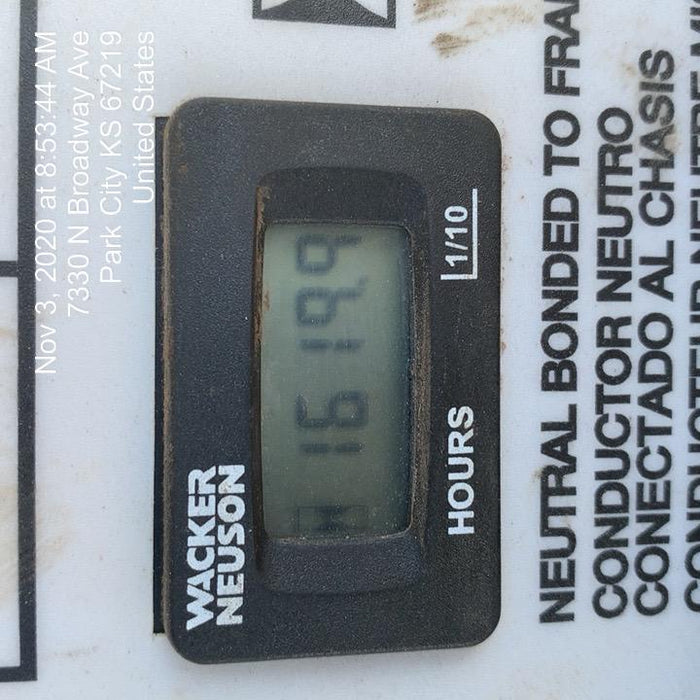 Nov 3, 2020 at 8:53:44 AM
7330 N Broadway Ave
Park City KS 67219
United States
WACKER
NEUSON
HOURS 1/10
NEUTRAL BONDED TO FRA
CONDUCTOR NEUTRO
CONECTADO AL CHASIS